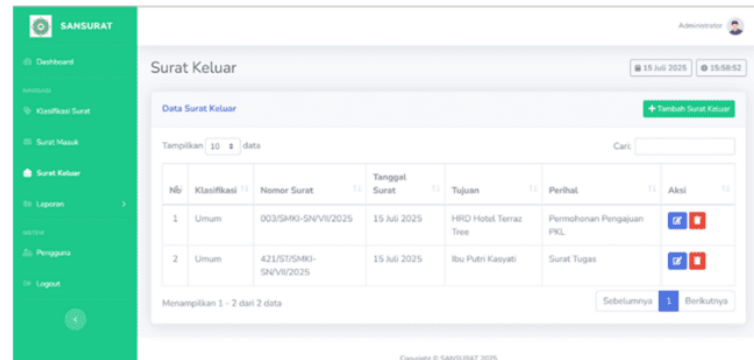 SANSURAT
Administrator
Dashboard
Surat Keluar
15 Juli 2025
15:58:52
NAVIGASI
Klasifikasi Surat
Data Surat Keluar
+ Tambah Surat Keluar
Surat Masuk
Tampilkan 10 data
Cari:
Surat Keluar
No Klasifikasi Nomor Surat Tanggal Surat Tujuan Perihal Aksi
Laporan
1 Umum 003/SMKI-SN/VII/2025 15 Juli 2025 HRD Hotel Terraz Tree Permohonan Pengajuan PKL
SISTEM
Pengguna
2 Umum 421/ST/SMKI-SN/VII/2025 15 Juli 2025 Ibu Putri Kasyati Surat Tugas
Logout
Menampilkan 1 - 2 dari 2 data
Sebelumnya 1 Berikutnya
Copyright © SANSURAT 2025